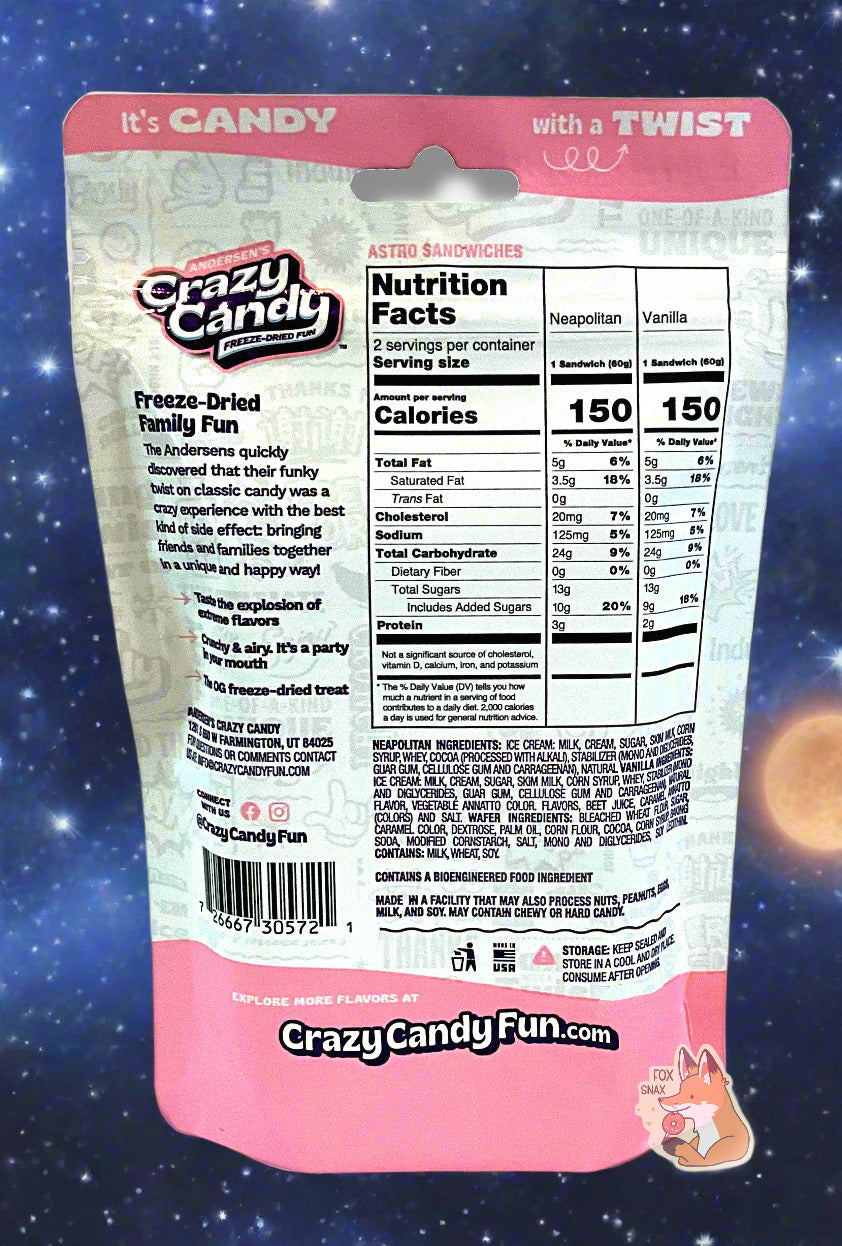 It's CANDY
with a TWIST
ONE-OF-A-KIND
UNIQUE
ANDERSEN'S
Crazy
Candy
FREEZE-DRIED FUN
™
Freeze-Dried
Family Fun
The Andersens quickly
discovered that their funky
twist on classic candy was a
crazy experience with the best
kind of side effect: bringing
friends and families together
in a unique and happy way!
Taste the explosion of
extreme flavors
Crunchy & airy. It's a party
in your mouth
The OG freeze-dried treat
ANDERSEN'S CRAZY CANDY
W FARMINGTON, UT 84025
FOR QUESTIONS OR COMMENTS CONTACT
US AT: INFO@CRAZYCANDYFUN.COM
CONNECT
WITH US
@CrazyCandyFun
7 26667 30572 1
ASTRO SANDWICHES
Nutrition
Facts
Neapolitan Vanilla
2 servings per container
Serving size 1 Sandwich (60g) 1 Sandwich (60g)
Amount per serving
Calories 150 150
% Daily Value* % Daily Value*
Total Fat 5g 6% 5g 6%
Saturated Fat 3.5g 18% 3.5g 18%
Trans Fat 0g 0g
Cholesterol 20mg 7% 20mg 7%
Sodium 125mg 5% 125mg 5%
Total Carbohydrate 24g 9% 24g 9%
Dietary Fiber 0g 0% 0g 0%
Total Sugars 13g 13g
Includes Added Sugars 10g 20% 9g 18%
Protein 3g 2g
Not a significant source of cholesterol,
vitamin D, calcium, iron, and potassium
* The % Daily Value (DV) tells you how
much a nutrient in a serving of food
contributes to a daily diet. 2,000 calories
a day is used for general nutrition advice.
NEAPOLITAN INGREDIENTS: ICE CREAM: MILK, CREAM, SUGAR, SKIM MILK, CORN
SYRUP, WHEY, COCOA (PROCESSED WITH ALKALI), STABILIZER (MONO AND DIGLYCERIDES,
GUAR GUM, CELLULOSE GUM AND CARRAGEENAN), NATURAL VANILLA INGREDIENTS:
ICE CREAM: MILK, CREAM, SUGAR, SKIM MILK, CORN SYRUP, WHEY, STABILIZER (MONO
AND DIGLYCERIDES, GUAR GUM, CELLULOSE GUM AND CARRAGEENAN, NATURAL
FLAVOR, VEGETABLE ANNATTO COLOR. FLAVORS, BEET JUICE, CARAMEL, ANNATTO
(COLORS) AND SALT. WAFER INGREDIENTS: BLEACHED WHEAT FLOUR, SUGAR,
CARAMEL COLOR, DEXTROSE, PALM OIL, CORN FLOUR, COCOA, CORN SYRUP, BAKING
SODA, MODIFIED CORNSTARCH, SALT, MONO AND DIGLYCERIDES, SOY LECITHIN.
CONTAINS: MILK, WHEAT, SOY.
CONTAINS A BIOENGINEERED FOOD INGREDIENT
MADE IN A FACILITY THAT MAY ALSO PROCESS NUTS, PEANUTS, EGGS,
MILK, AND SOY. MAY CONTAIN CHEWY OR HARD CANDY.
MADE IN
USA
STORAGE: KEEP SEALED AND
STORE IN A COOL AND DRY PLACE.
CONSUME AFTER OPENING.
EXPLORE MORE FLAVORS AT
CrazyCandyFun.com
FOX
SNAX